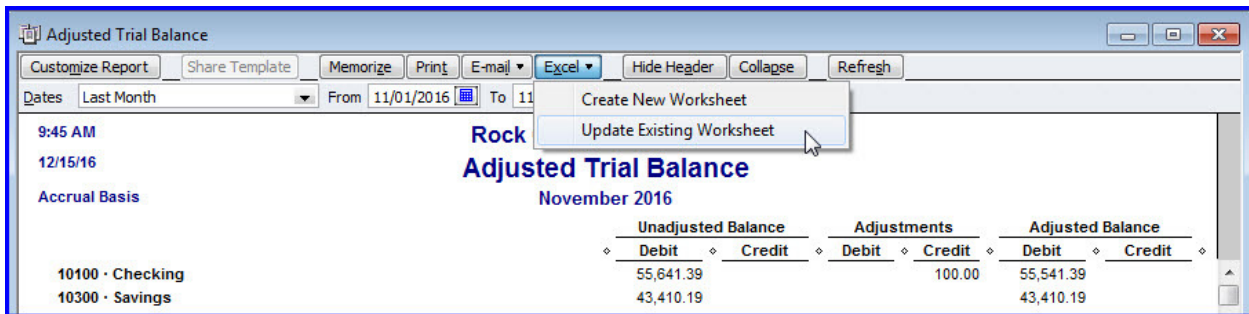 Adjusted Trial Balance
Customize Report Share Template Memorize Print E-mail Excel Hide Header Collapse Refresh
Dates Last Month From 11/01/2016 To 11
Create New Worksheet
Update Existing Worksheet
9:45 AM Rock
12/15/16 Adjusted Trial Balance
Accrual Basis November 2016
Unadjusted Balance Adjustments Adjusted Balance
Debit Credit Debit Credit Debit Credit
10100 · Checking 55,641.39 100.00 55,541.39
10300 · Savings 43,410.19 43,410.19